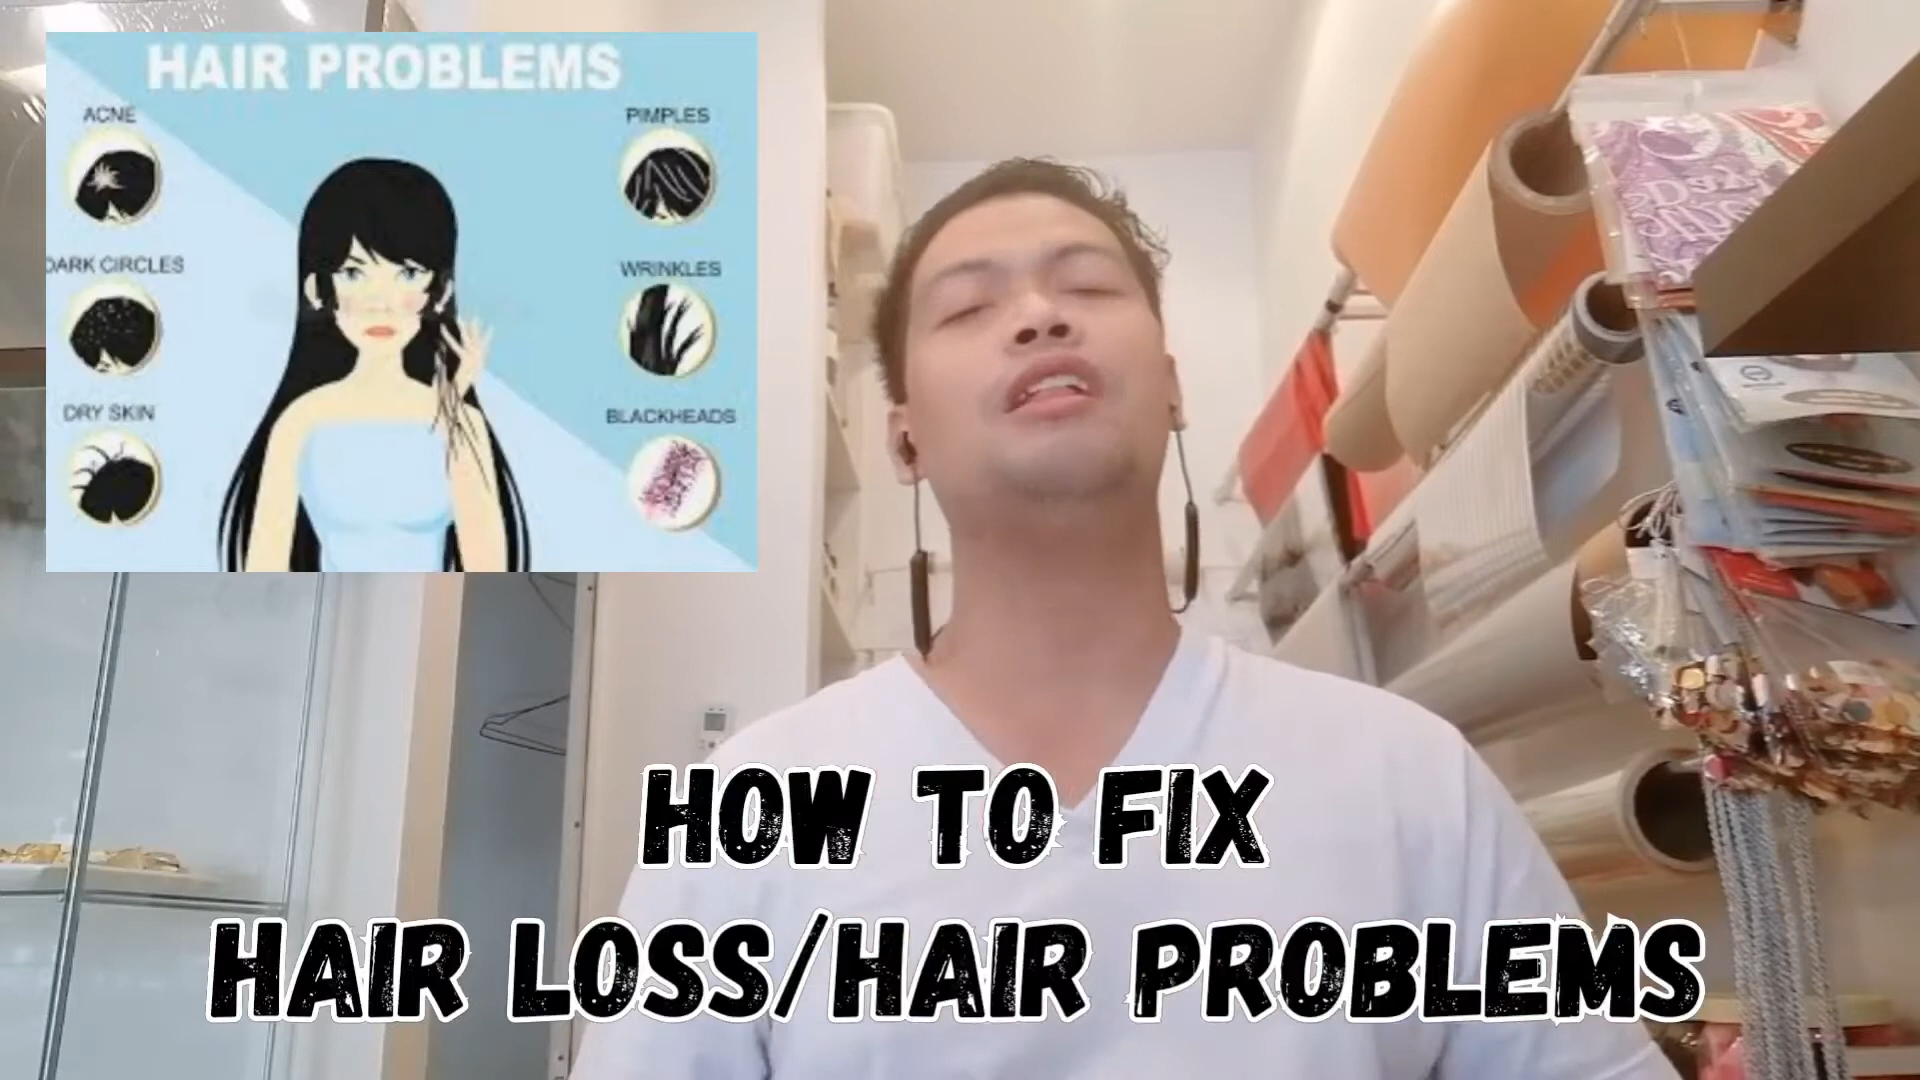 HAIR PROBLEMS
ACNE
PIMPLES
DARK CIRCLES
WRINKLES
DRY SKIN
BLACKHEADS
HOW TO FIX
HAIR LOSS/HAIR PROBLEMS